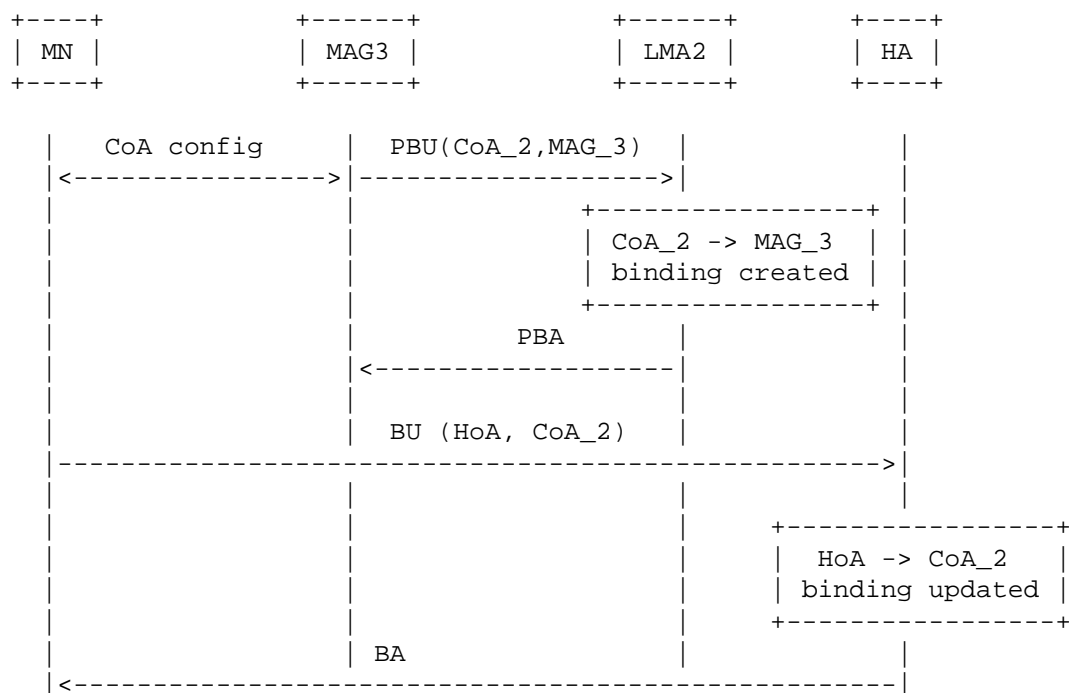 MN MAG3 LMA2 HA
CoA config PBU(CoA_2,MAG_3)
CoA_2 -> MAG_3
binding created
PBA
BU (HoA, CoA_2)
HoA -> CoA_2
binding updated
BA